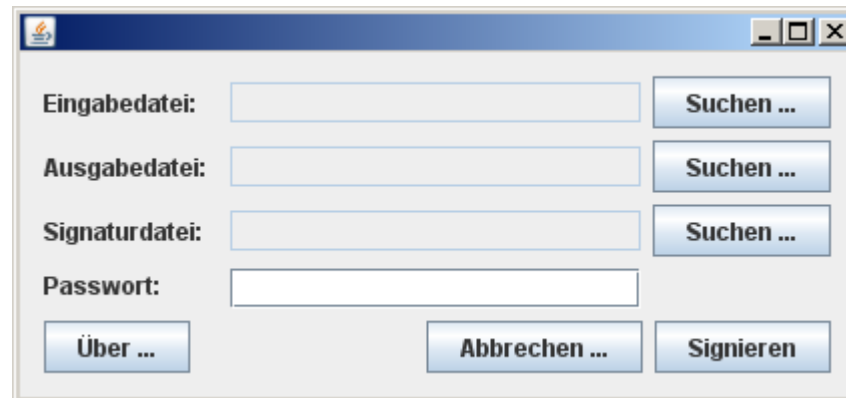 Eingabedatei: Suchen ...
Ausgabedatei: Suchen ...
Signaturdatei: Suchen ...
Passwort:
Über ... Abbrechen ... Signieren